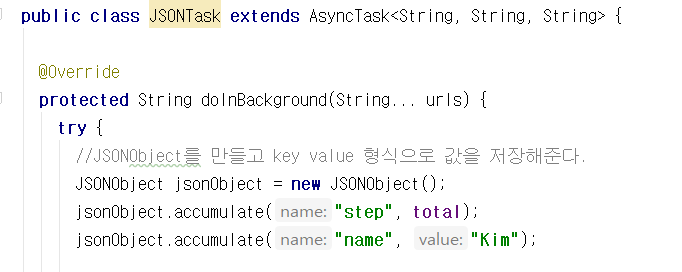 public class JSONTask extends AsyncTask<String, String, String> {
@Override
protected String doInBackground(String... urls) {
try {
//JSONObject를 만들고 key value 형식으로 값을 저장해준다.
JSONObject jsonObject = new JSONObject();
jsonObject.accumulate( name: "step", total);
jsonObject.accumulate( name: "name", value: "Kim");